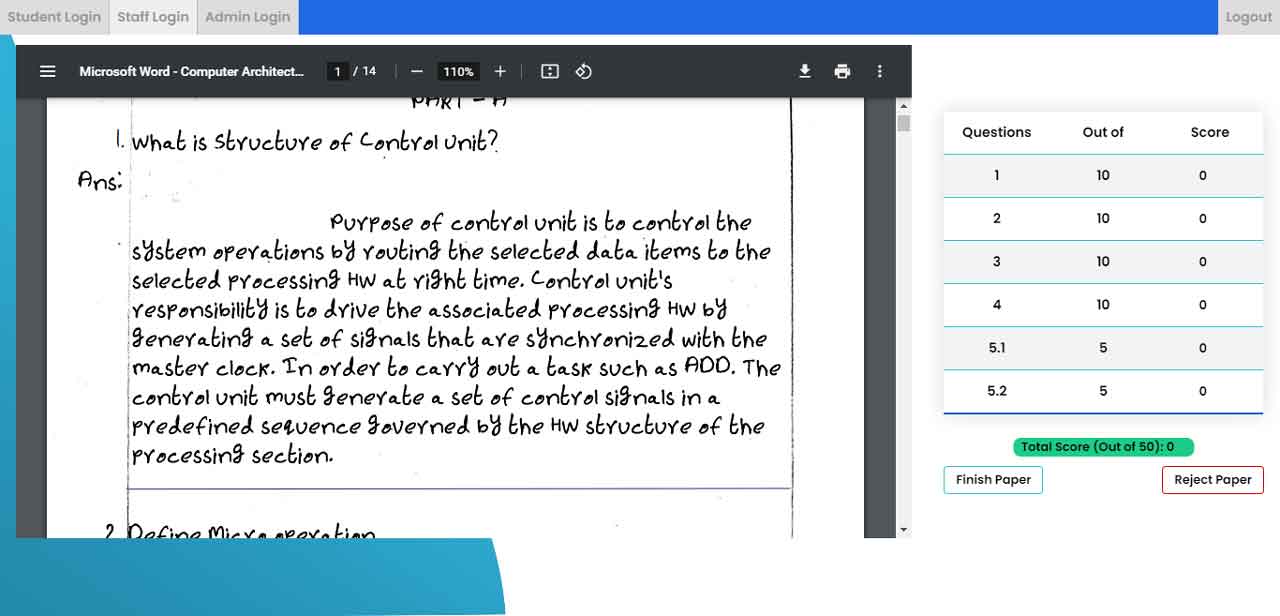 Student Login Staff Login Admin Login Logout
Microsoft Word - Computer Architect... 1 / 14 110%
PART - A
1. What is Structure of Control Unit?
Ans:
Purpose of control unit is to control the
system operations by routing the selected data items to the
selected processing HW at right time. Control unit's
responsibility is to drive the associated processing HW by
generating a set of signals that are synchronized with the
master clock. In order to carry out a task such as ADD. The
control unit must generate a set of control signals in a
predefined sequence governed by the HW structure of the
processing section.
2. Define Micro operation
Questions Out of Score
1 10 0
2 10 0
3 10 0
4 10 0
5.1 5 0
5.2 5 0
Total Score (Out of 50): 0
Finish Paper Reject Paper